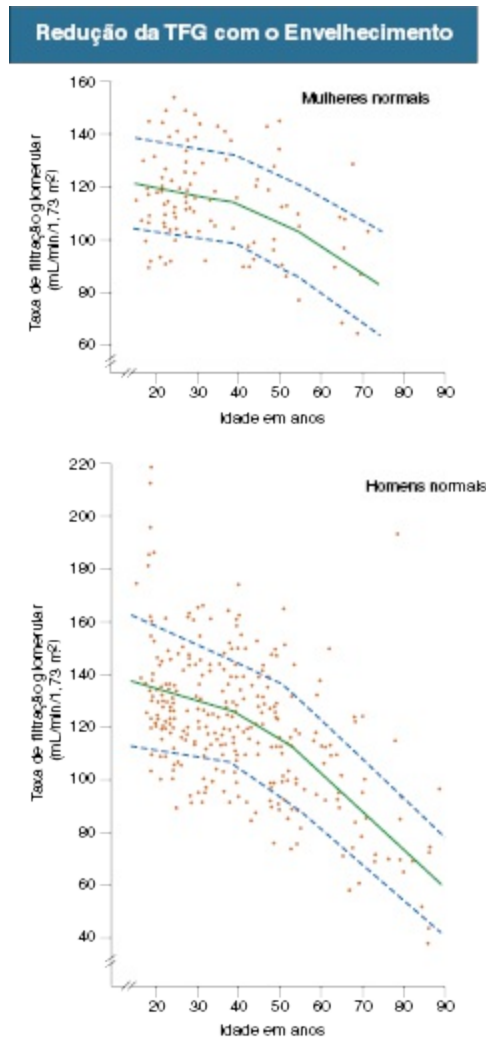 Redução da TFG com o Envelhecimento
160
Mulheres normais
140
120
100
80
60
Taxa de filtração glomerular
(mL/min/1,73 m²)
20 30 40 50 60 70 80 90
Idade em anos
220
Homens normais
200
180
160
140
120
100
80
60
40
Taxa de filtração glomerular
(mL/min/1,73 m²)
20 30 40 50 60 70 80 90
Idade em anos